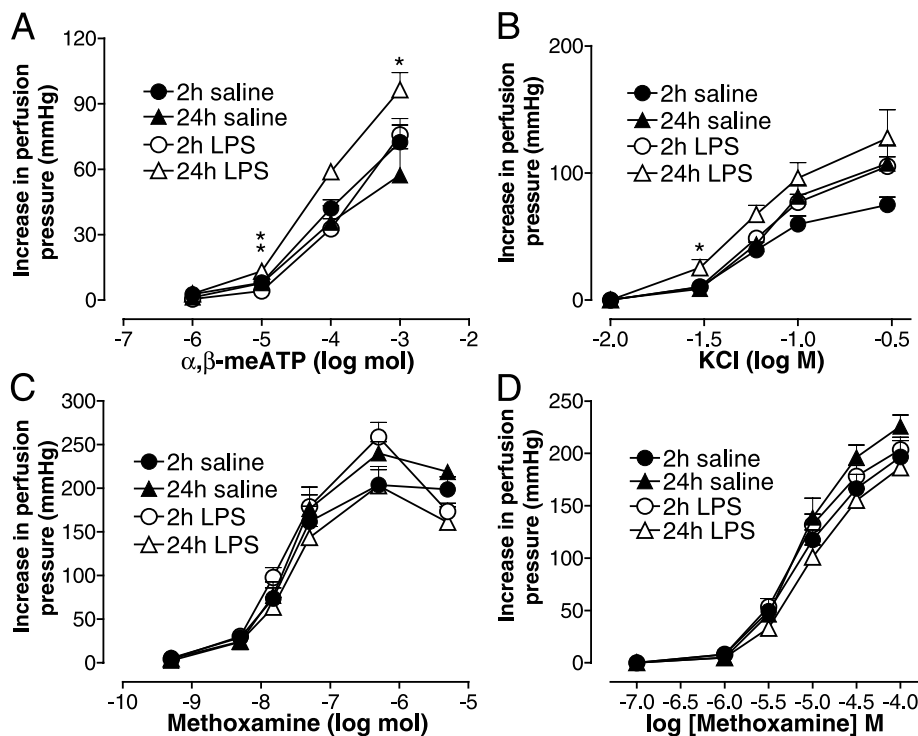 A
Increase in perfusion
pressure (mmHg)
120
90
60
30
0
2h saline
24h saline
2h LPS
24h LPS
*
*
*
-7 -6 -5 -4 -3 -2
α,β-meATP (log mol)
B
Increase in perfusion
pressure (mmHg)
200
100
0
2h saline
24h saline
2h LPS
24h LPS
*
-2.0 -1.5 -1.0 -0.5
KCl (log M)
C
Increase in perfusion
pressure (mmHg)
300
250
200
150
100
50
0
2h saline
24h saline
2h LPS
24h LPS
-10 -9 -8 -7 -6 -5
Methoxamine (log mol)
D
Increase in perfusion
pressure (mmHg)
250
200
150
100
50
0
2h saline
24h saline
2h LPS
24h LPS
-7.0 -6.5 -6.0 -5.5 -5.0 -4.5 -4.0
log [Methoxamine] M